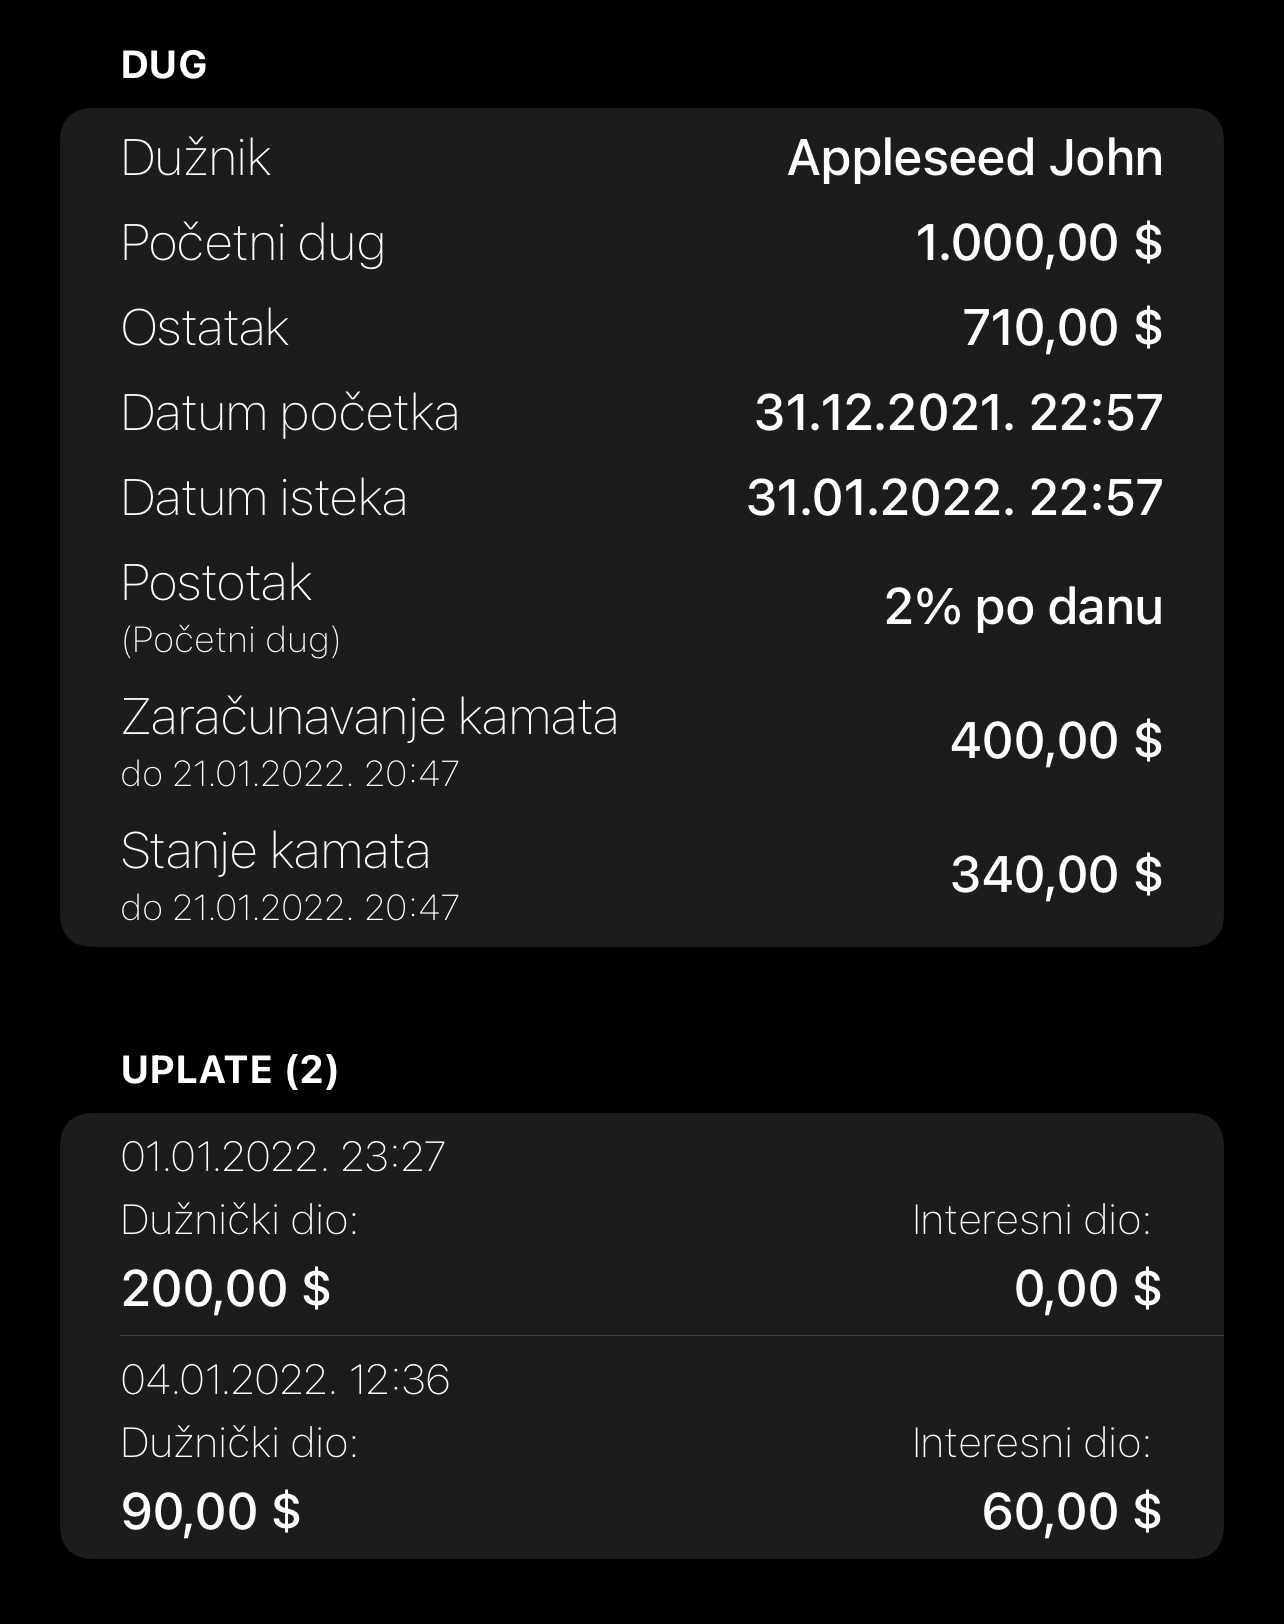 DUG
Dužnik Appleseed John
Početni dug 1.000,00 $
Ostatak 710,00 $
Datum početka 31.12.2021. 22:57
Datum isteka 31.01.2022. 22:57
Postotak
(Početni dug)
2% po danu
Zaračunavanje kamata
do 21.01.2022. 20:47
400,00 $
Stanje kamata
do 21.01.2022. 20:47
340,00 $
UPLATE (2)
01.01.2022. 23:27
Dužnički dio: Interesni dio:
200,00 $ 0,00 $
04.01.2022. 12:36
Dužnički dio: Interesni dio:
90,00 $ 60,00 $